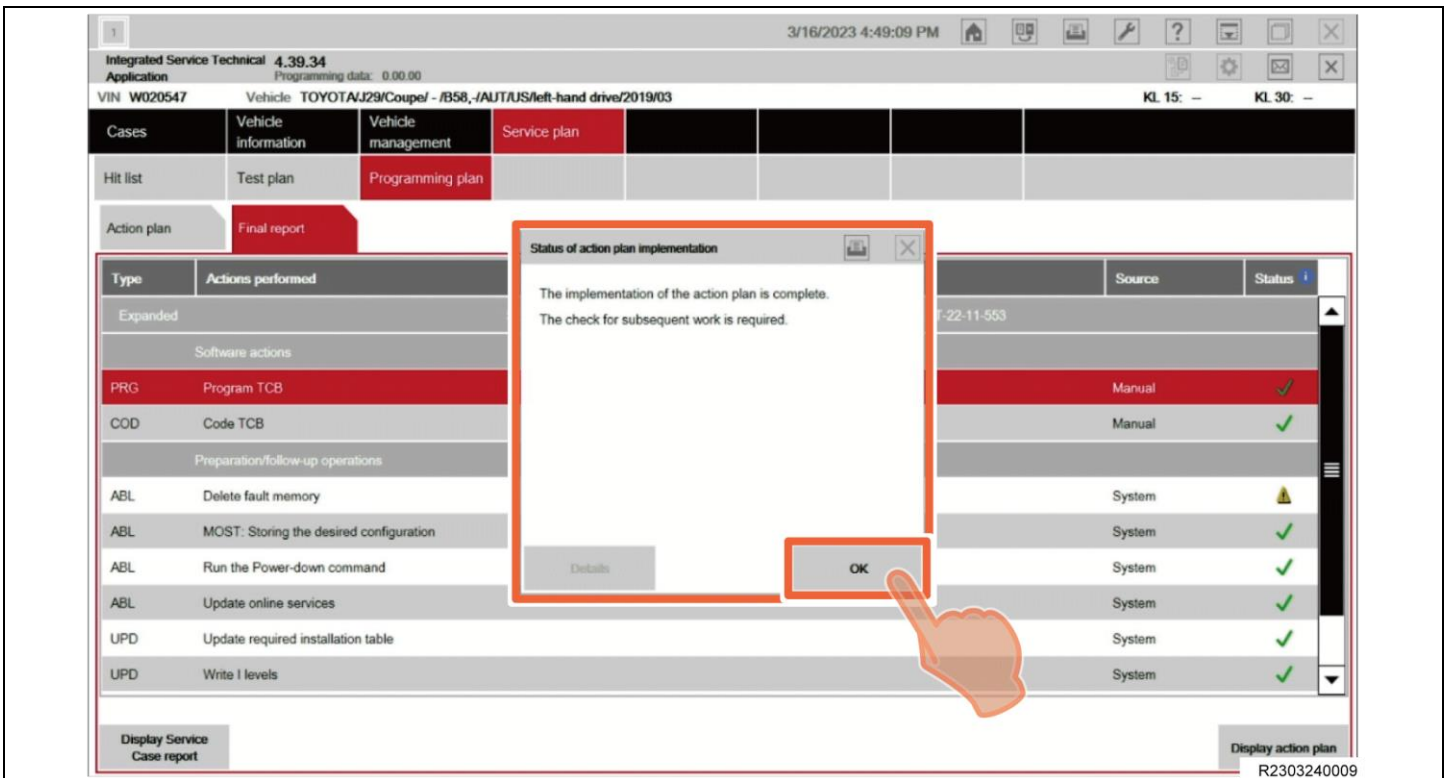 1
3/16/2023 4:49:09 PM
?
Integrated Service Technical Application 4.39.34
Programming data: 0.00.00
VIN W020547 Vehicle TOYOTA/J29/Coupe/ - /B58,-/AUT/US/left-hand drive/2019/03 KL 15: -- KL 30: --
Cases Vehicle information Vehicle management Service plan
Hit list Test plan Programming plan
Action plan Final report
Status of action plan implementation
The implementation of the action plan is complete.
The check for subsequent work is required.
Details OK
Type Actions performed Source Status i
Expanded T-22-11-553
Software actions
PRG Program TCB Manual
COD Code TCB Manual
Preparation/follow-up operations
ABL Delete fault memory System
ABL MOST: Storing the desired configuration System
ABL Run the Power-down command System
ABL Update online services System
UPD Update required installation table System
UPD Write I levels System
Display Service Case report Display action plan
R2303240009